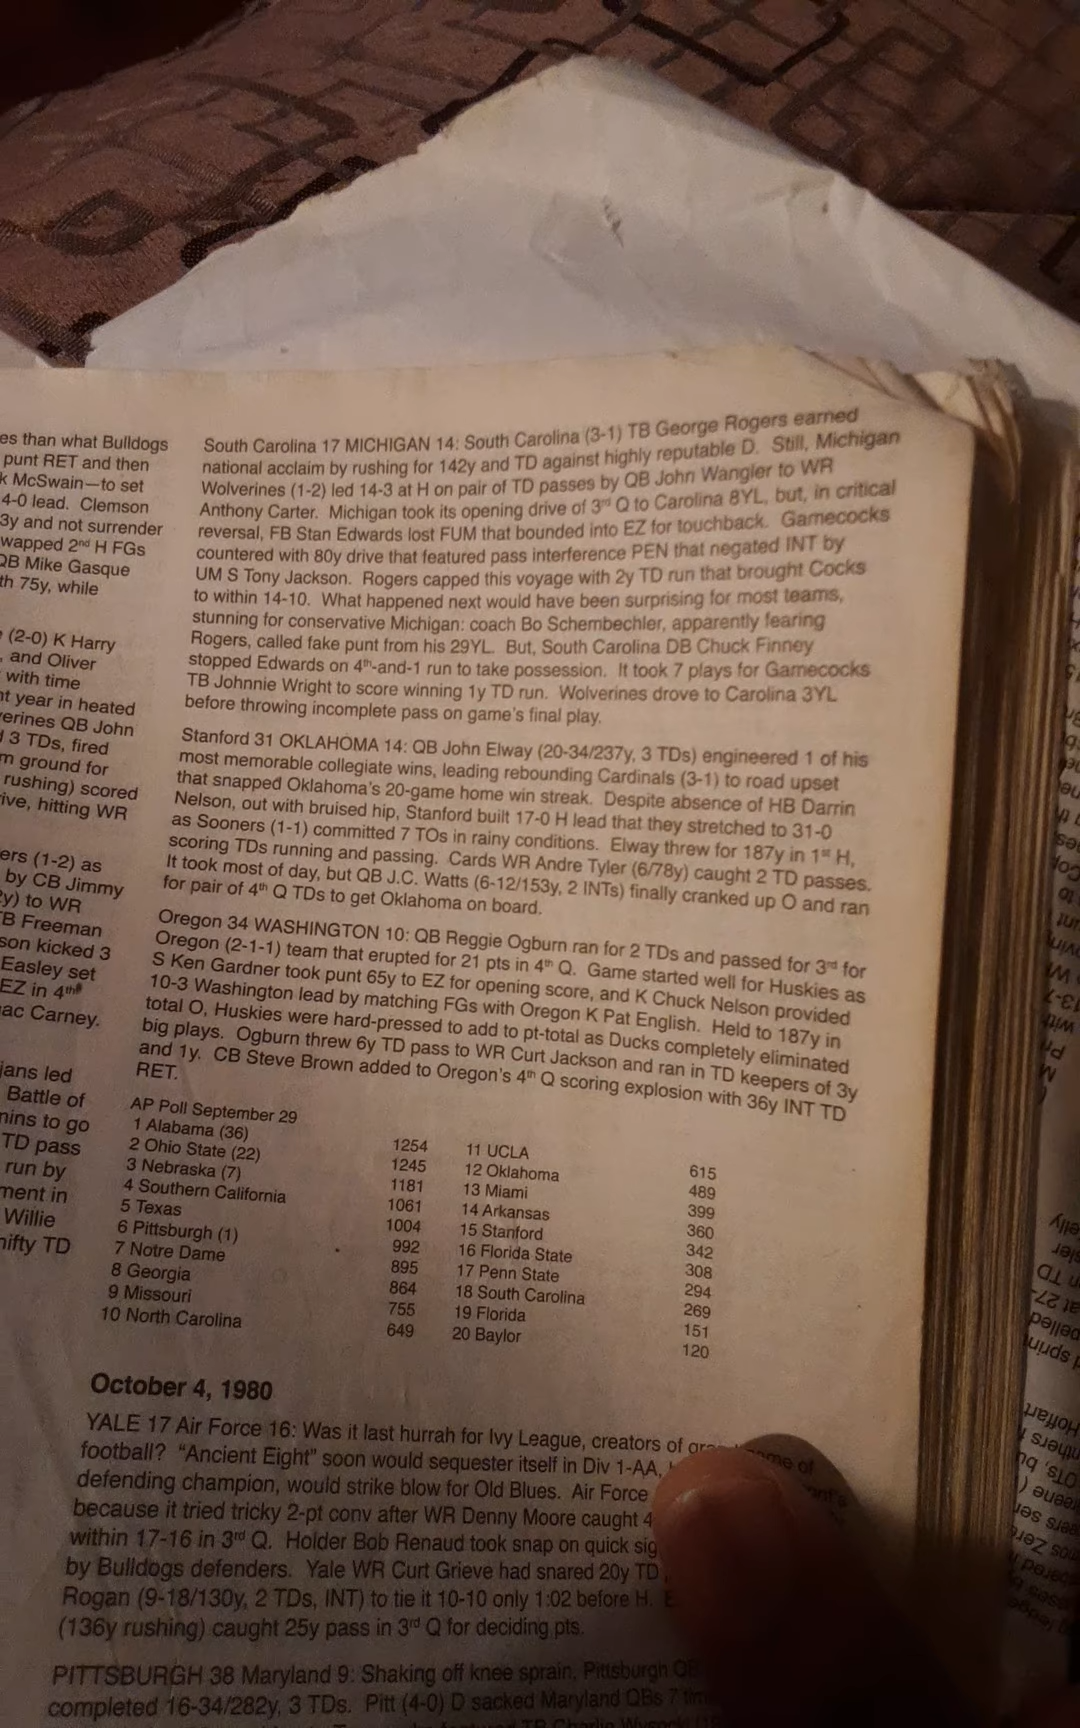 es than what Bulldogs
punt RET and then
k McSwain—to set
4-0 lead. Clemson
3y and not surrender
wapped 2nd H FGs
QB Mike Gasque
th 75y, while
(2-0) K Harry
, and Oliver
with time
nt year in heated
verines QB John
3 TDs, fired
m ground for
rushing) scored
rive, hitting WR
ers (1-2) as
by CB Jimmy
y) to WR
TB Freeman
son kicked 3
Easley set
EZ in 4th
ac Carney.
jans led
Battle of
mins to go
TD pass
run by
ment in
Willie
nifty TD
South Carolina 17 MICHIGAN 14: South Carolina (3-1) TB George Rogers earned
national acclaim by rushing for 142y and TD against highly reputable D. Still, Michigan
Wolverines (1-2) led 14-3 at H on pair of TD passes by QB John Wangler to WR
Anthony Carter. Michigan took its opening drive of 3rd Q to Carolina 8YL, but, in critical
reversal, FB Stan Edwards lost FUM that bounded into EZ for touchback. Gamecocks
countered with 80y drive that featured pass interference PEN that negated INT by
UM S Tony Jackson. Rogers capped this voyage with 2y TD run that brought Cocks
to within 14-10. What happened next would have been surprising for most teams,
stunning for conservative Michigan: coach Bo Schembechler, apparently fearing
Rogers, called fake punt from his 29YL. But, South Carolina DB Chuck Finney
stopped Edwards on 4th-and-1 run to take possession. It took 7 plays for Gamecocks
TB Johnnie Wright to score winning 1y TD run. Wolverines drove to Carolina 3YL
before throwing incomplete pass on game's final play.
Stanford 31 OKLAHOMA 14: QB John Elway (20-34/237y, 3 TDs) engineered 1 of his
most memorable collegiate wins, leading rebounding Cardinals (3-1) to road upset
that snapped Oklahoma's 20-game home win streak. Despite absence of HB Darrin
Nelson, out with bruised hip, Stanford built 17-0 H lead that they stretched to 31-0
as Sooners (1-1) committed 7 TOs in rainy conditions. Elway threw for 187y in 1st H,
scoring TDs running and passing. Cards WR Andre Tyler (6/78y) caught 2 TD passes.
It took most of day, but QB J.C. Watts (6-12/153y, 2 INTs) finally cranked up O and ran
for pair of 4th Q TDs to get Oklahoma on board.
Oregon 34 WASHINGTON 10: QB Reggie Ogburn ran for 2 TDs and passed for 3rd for
Oregon (2-1-1) team that erupted for 21 pts in 4th Q. Game started well for Huskies as
S Ken Gardner took punt 65y to EZ for opening score, and K Chuck Nelson provided
10-3 Washington lead by matching FGs with Oregon K Pat English. Held to 187y in
total O, Huskies were hard-pressed to add to pt-total as Ducks completely eliminated
big plays. Ogburn threw 6y TD pass to WR Curt Jackson and ran in TD keepers of 3y
and 1y. CB Steve Brown added to Oregon's 4th Q scoring explosion with 36y INT TD
RET.
AP Poll September 29
1 Alabama (36) 1254 11 UCLA 615
2 Ohio State (22) 1245 12 Oklahoma 489
3 Nebraska (7) 1181 13 Miami 399
4 Southern California 1061 14 Arkansas 360
5 Texas 1004 15 Stanford 342
6 Pittsburgh (1) 992 16 Florida State 308
7 Notre Dame 895 17 Penn State 294
8 Georgia 864 18 South Carolina 269
9 Missouri 755 19 Florida 151
10 North Carolina 649 20 Baylor 120
October 4, 1980
YALE 17 Air Force 16: Was it last hurrah for Ivy League, creators of
football? "Ancient Eight" soon would sequester itself in Div 1-AA,
defending champion, would strike blow for Old Blues. Air Force
because it tried tricky 2-pt conv after WR Denny Moore caught 4
within 17-16 in 3rd Q. Holder Bob Renaud took snap on quick sig
by Bulldogs defenders. Yale WR Curt Grieve had snared 20y TD
Rogan (9-18/130y, 2 TDs, INT) to tie it 10-10 only 1:02 before H.
(136y rushing) caught 25y pass in 3rd Q for deciding pts.
PITTSBURGH 38 Maryland 9: Shaking off knee sprain, Pittsburgh QB
completed 16-34/282y, 3 TDs. Pitt (4-0) D sacked Maryland QBs 7